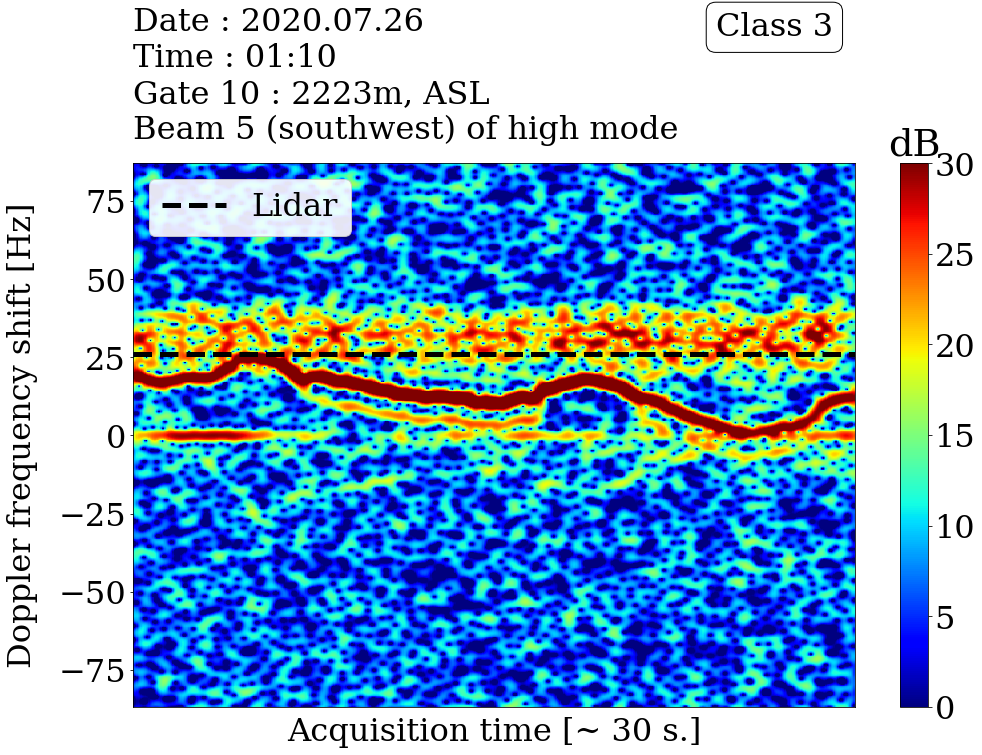 Date : 2020.07.26
Time : 01:10
Gate 10 : 2223m, ASL
Beam 5 (southwest) of high mode
Class 3
dB
Lidar
75
50
25
0
−25
−50
−75
Doppler frequency shift [Hz]
Acquisition time [~ 30 s.]
30
25
20
15
10
5
0